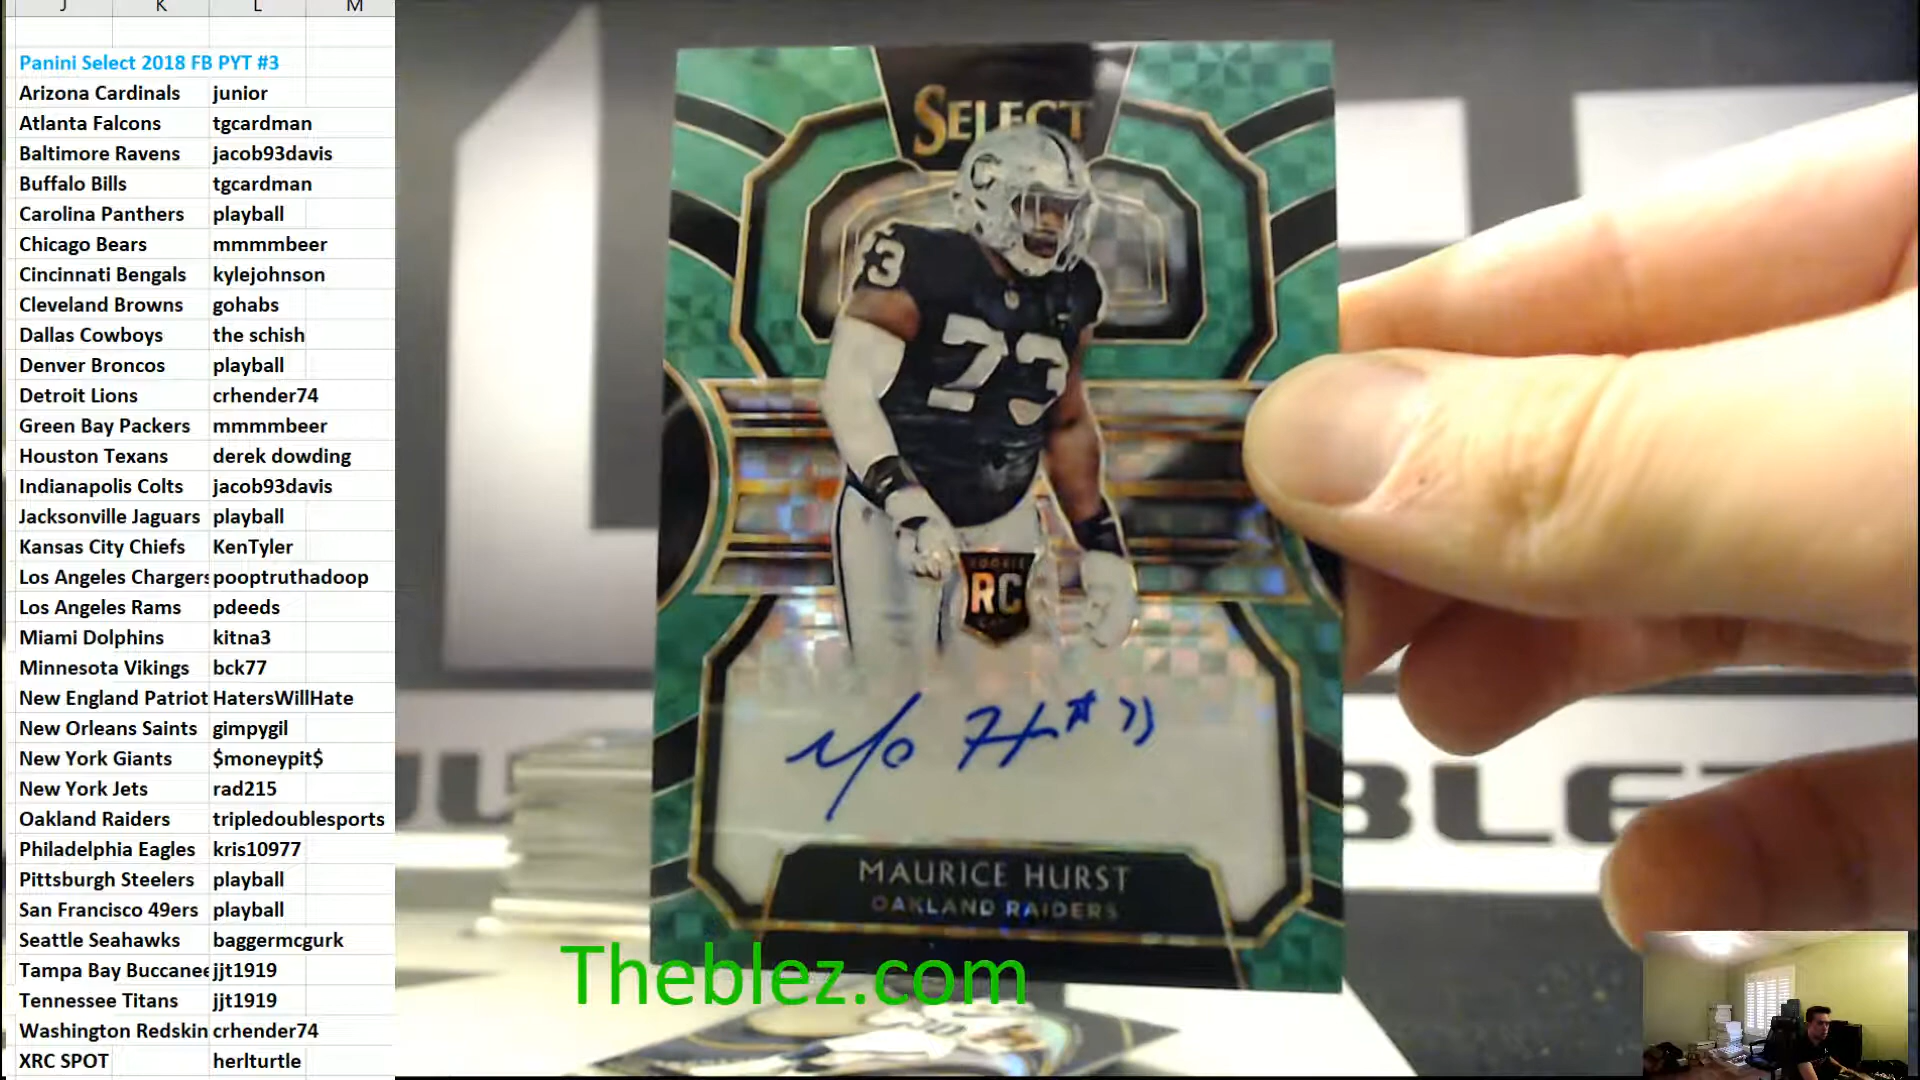 J K L M
Panini Select 2018 FB PYT #3
Arizona Cardinals junior
Atlanta Falcons tgcardman
Baltimore Ravens jacob93davis
Buffalo Bills tgcardman
Carolina Panthers playball
Chicago Bears mmmmbeer
Cincinnati Bengals kylejohnson
Cleveland Browns gohabs
Dallas Cowboys the schish
Denver Broncos playball
Detroit Lions crhender74
Green Bay Packers mmmmbeer
Houston Texans derek dowding
Indianapolis Colts jacob93davis
Jacksonville Jaguars playball
Kansas City Chiefs KenTyler
Los Angeles Chargers pooptruthadoop
Los Angeles Rams pdeeds
Miami Dolphins kitna3
Minnesota Vikings bck77
New England Patriot HatersWillHate
New Orleans Saints gimpygil
New York Giants $moneypit$
New York Jets rad215
Oakland Raiders tripledoublesports
Philadelphia Eagles kris10977
Pittsburgh Steelers playball
San Francisco 49ers playball
Seattle Seahawks baggermcgurk
Tampa Bay Buccanee jjt1919
Tennessee Titans jjt1919
Washington Redskin crhender74
XRC SPOT herlturtle
SELECT
73
73
ROOKIE
RC
MAURICE HURST
OAKLAND RAIDERS
Theblez.com